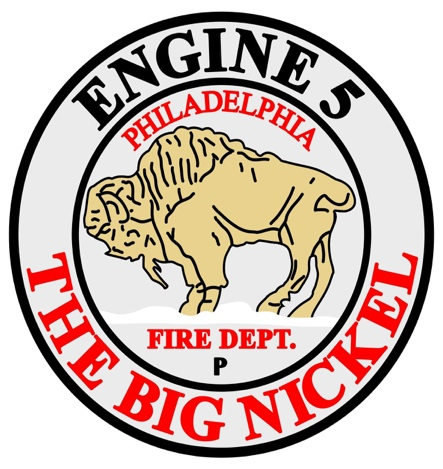 ENGINE 5
PHILADELPHIA
FIRE DEPT.
P
THE BIG NICKEL